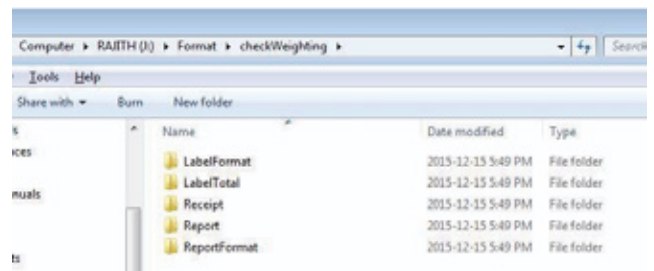 Computer ▸ RAJITH (J:) ▸ Format ▸ checkWeighting ▸
Tools Help
Share with Burn New folder
Name Date modified Type
LabelFormat 2015-12-15 5:49 PM File folder
LabelTotal 2015-12-15 5:49 PM File folder
Receipt 2015-12-15 5:49 PM File folder
Report 2015-12-15 5:49 PM File folder
ReportFormat 2015-12-15 5:49 PM File folder